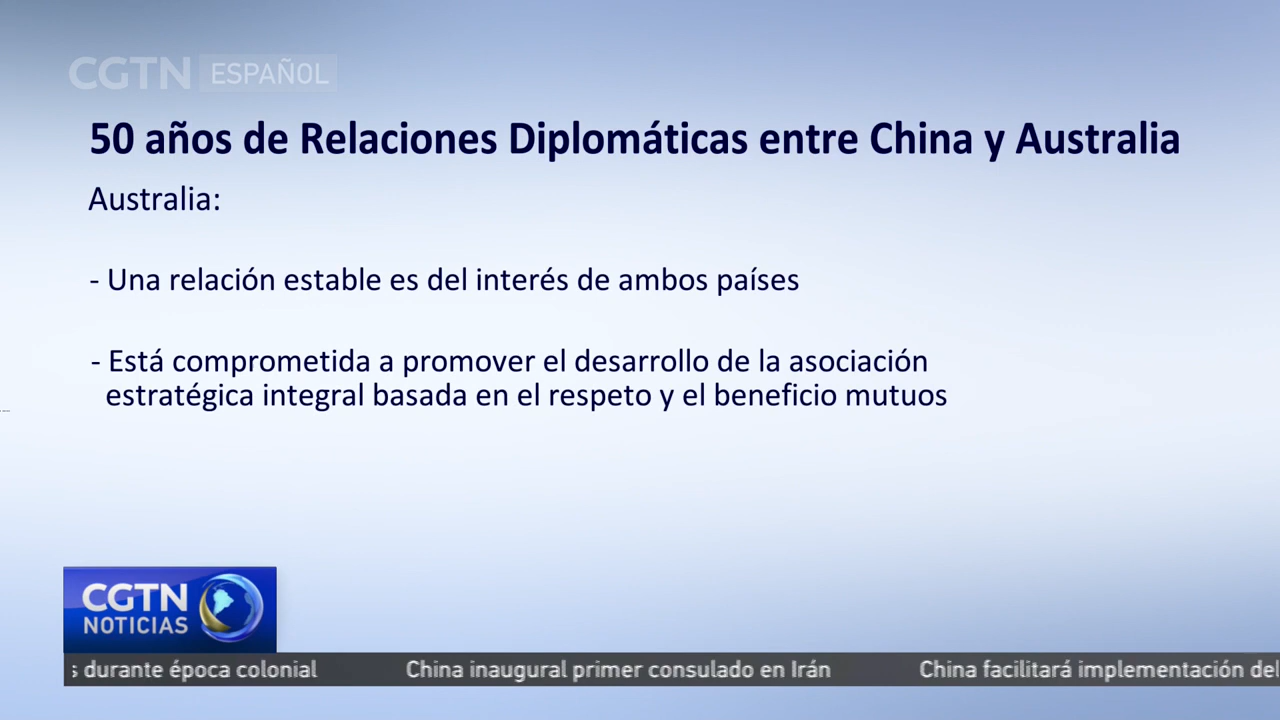 CGTN ESPAÑOL
50 años de Relaciones Diplomáticas entre China y Australia
Australia:
- Una relación estable es del interés de ambos países
- Está comprometida a promover el desarrollo de la asociación
estratégica integral basada en el respeto y el beneficio mutuos
CGTN
NOTICIAS
durante época colonial China inaugural primer consulado en Irán China facilitará implementación del